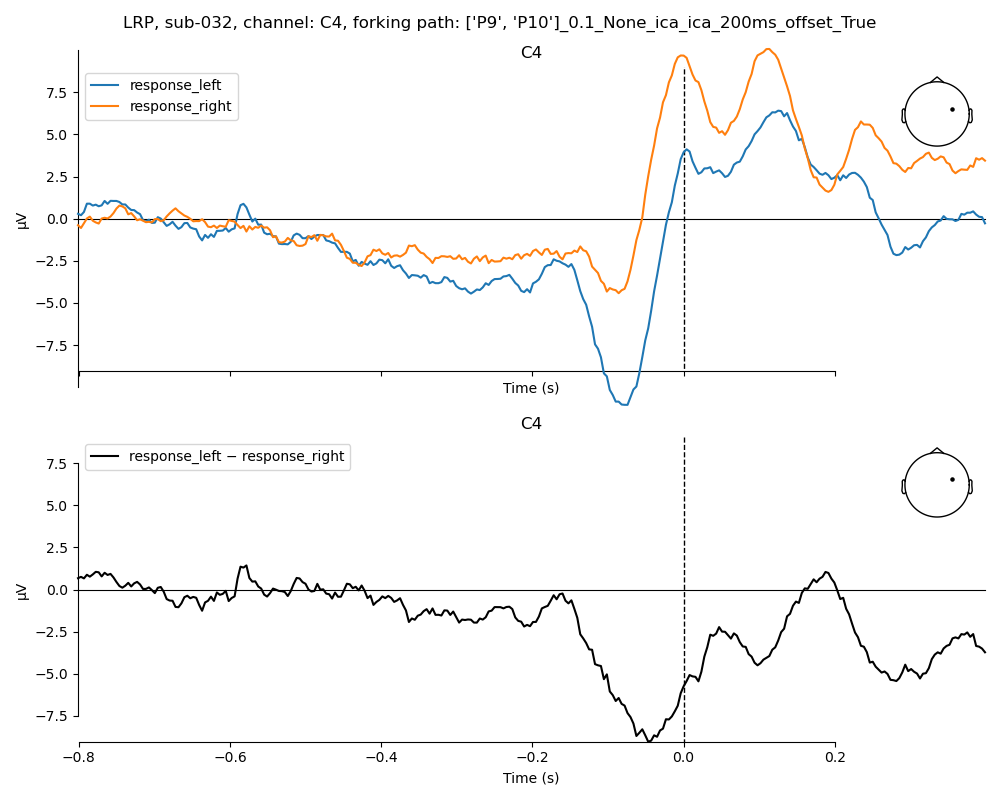 LRP, sub-032, channel: C4, forking path: ['P9', 'P10']_0.1_None_ica_ica_200ms_offset_True
C4
response_left
response_right
µV
7.5
5.0
2.5
0.0
−2.5
−5.0
−7.5
Time (s)
C4
response_left − response_right
µV
7.5
5.0
2.5
0.0
−2.5
−5.0
−7.5
−0.8 −0.6 −0.4 −0.2 0.0 0.2
Time (s)